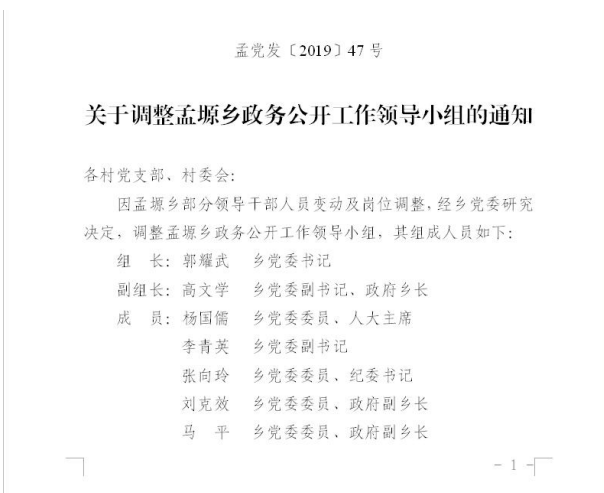 孟党发〔2019〕47 号
关于调整孟塬乡政务公开工作领导小组的通知
各村党支部、村委会：
因孟塬乡部分领导干部人员变动及岗位调整，经乡党委研究
决定，调整孟塬乡政务公开工作领导小组，其组成人员如下：
组　长：郭耀武　乡党委书记
副组长：高文学　乡党委副书记、政府乡长
成　员：杨国儒　乡党委委员、人大主席
李青英　乡党委副书记
张向玲　乡党委委员、纪委书记
刘克效　乡党委委员、政府副乡长
马　平　乡党委委员、政府副乡长
- 1 -